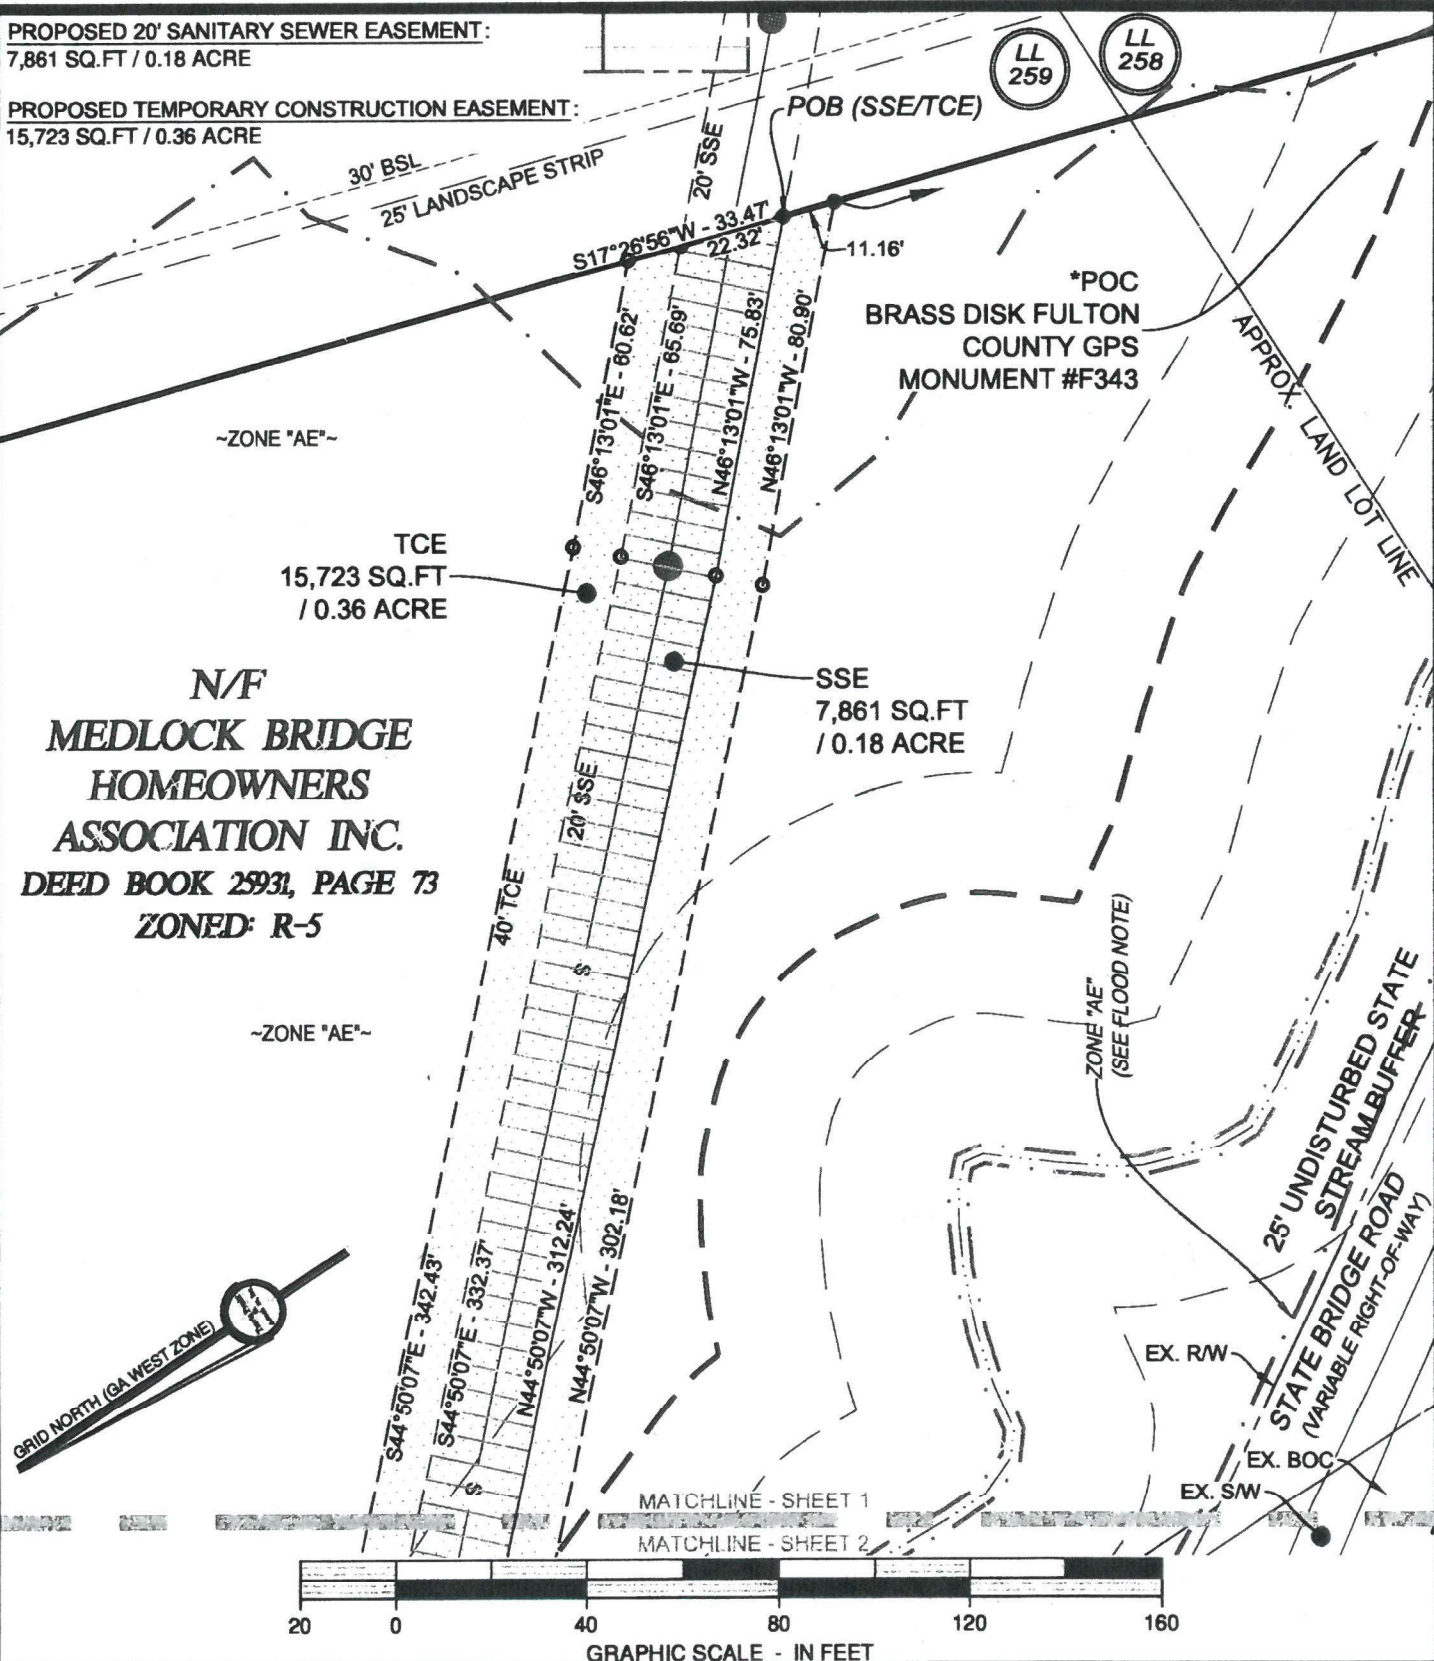 PROPOSED 20' SANITARY SEWER EASEMENT:
7,861 SQ.FT / 0.18 ACRE
PROPOSED TEMPORARY CONSTRUCTION EASEMENT:
15,723 SQ.FT / 0.36 ACRE
LL
259
LL
258
POB (SSE/TCE)
30' BSL
25' LANDSCAPE STRIP
20' SSE
S17°26'56"W - 33.47'
22.32'
11.16'
*POC
BRASS DISK FULTON
COUNTY GPS
MONUMENT #F343
APPROX. LAND LOT LINE
S46°13'01"E - 60.62'
S46°13'01"E - 65.69'
N46°13'01"W - 75.83'
N46°13'01"W - 80.90'
~ZONE "AE"~
TCE
15,723 SQ.FT
/ 0.36 ACRE
SSE
7,861 SQ.FT
/ 0.18 ACRE
N/F
MEDLOCK BRIDGE
HOMEOWNERS
ASSOCIATION INC.
DEED BOOK 25931, PAGE 73
ZONED: R-5
20' SSE
40' TCE
S
~ZONE "AE"~
ZONE "AE"
(SEE FLOOD NOTE)
25' UNDISTURBED STATE
STREAM BUFFER
STATE BRIDGE ROAD
(VARIABLE RIGHT-OF-WAY)
S44°50'07"E - 342.43'
S44°50'07"E - 332.37'
N44°50'07"W - 312.24'
N44°50'07"W - 302.18'
GRID NORTH (GA WEST ZONE)
EX. R/W
EX. BOC
EX. S/W
S
MATCHLINE - SHEET 1
MATCHLINE - SHEET 2
20 0 40 80 120 160
GRAPHIC SCALE - IN FEET